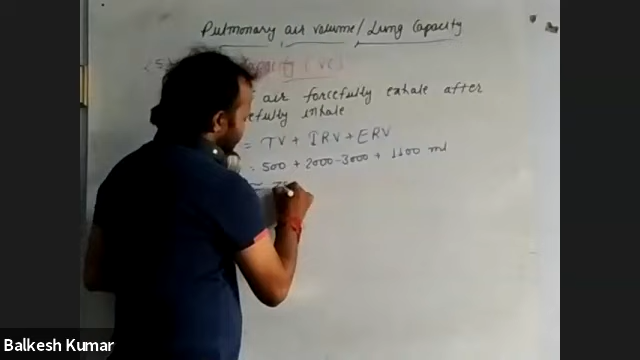 Pulmonary air volume/ Lung Capacity
Capacity (VC)
air forcefully exhale after
inhale
= TV + IRV + ERV
= 500 + 2000-3000 + 1100 ml
Balkesh Kumar